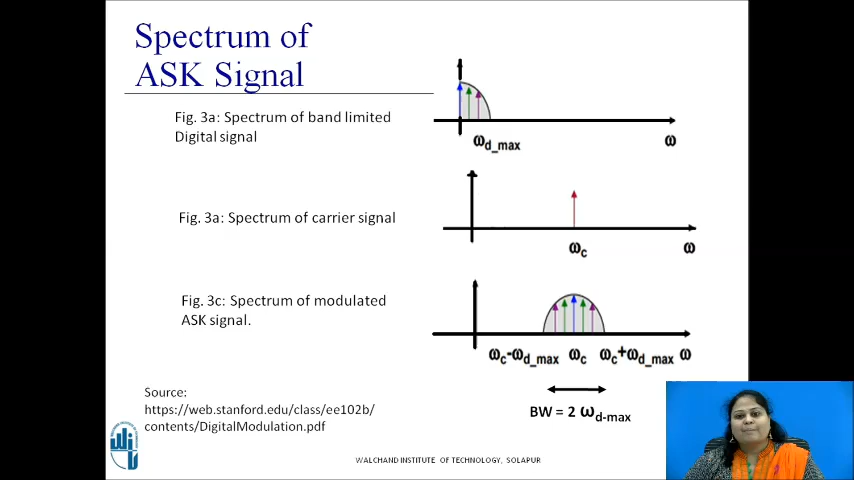 Spectrum of
ASK Signal
Fig. 3a: Spectrum of band limited
Digital signal
ωd_max
ω
Fig. 3a: Spectrum of carrier signal
ωc
ω
Fig. 3c: Spectrum of modulated
ASK signal.
ωc-ωd_max ωc ωc+ωd_max ω
BW = 2 ωd-max
Source:
https://web.stanford.edu/class/ee102b/
contents/DigitalModulation.pdf
WALCHAND INSTITUTE OF TECHNOLOGY, SOLAPUR